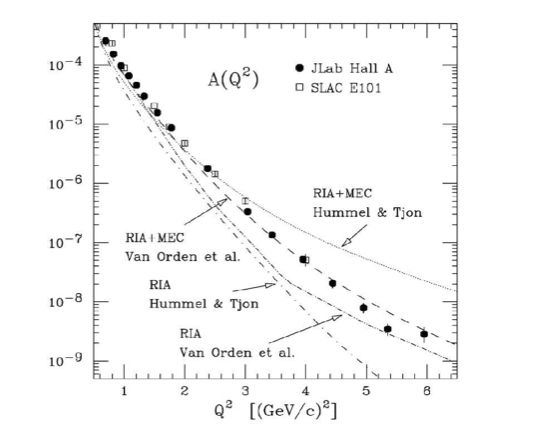 A(Q²)
JLab Hall A
SLAC E101
RIA+MEC
Hummel & Tjon
RIA+MEC
Van Orden et al.
RIA
Hummel & Tjon
RIA
Van Orden et al.
10⁻⁴
10⁻⁵
10⁻⁶
10⁻⁷
10⁻⁸
10⁻⁹
1 2 3 4 5 6
Q² [(GeV/c)²]